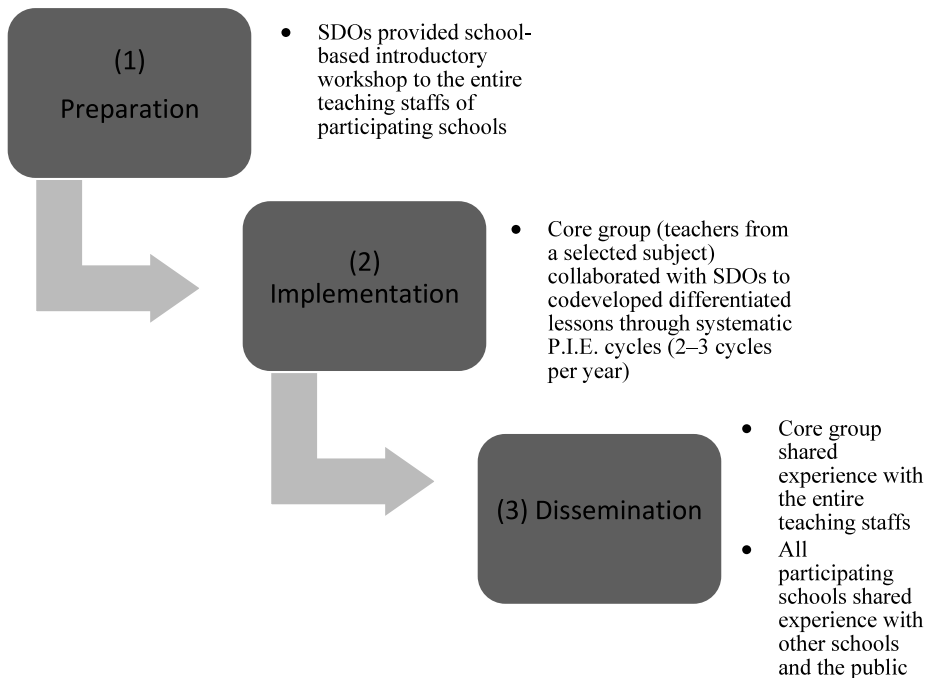 (1)
Preparation
• SDOs provided school-
based introductory
workshop to the entire
teaching staffs of
participating schools
(2)
Implementation
• Core group (teachers from
a selected subject)
collaborated with SDOs to
codeveloped differentiated
lessons through systematic
P.I.E. cycles (2–3 cycles
per year)
(3) Dissemination
• Core group
shared
experience with
the entire
teaching staffs
• All
participating
schools shared
experience with
other schools
and the public